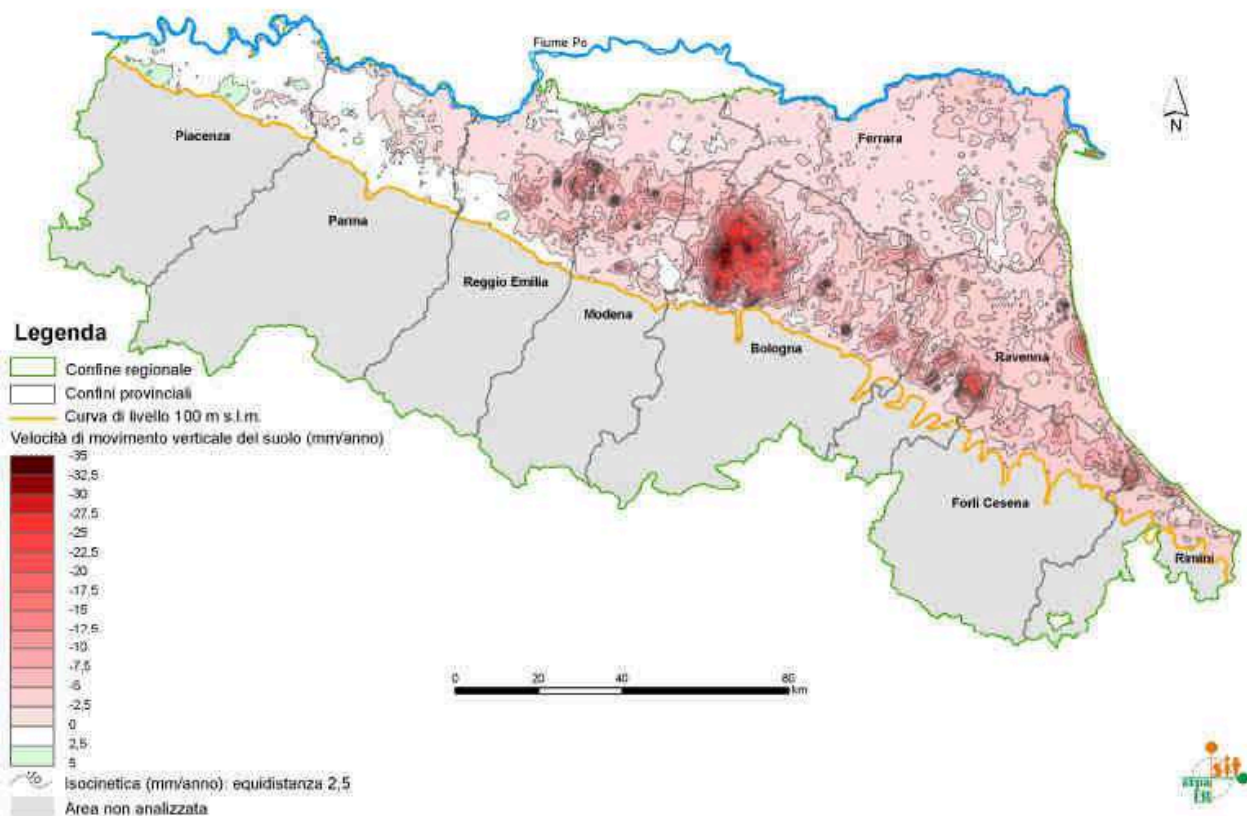 Fiume Po
N
Piacenza
Ferrara
Parma
Reggio Emilia
Modena
Bologna
Ravenna
Forlì Cesena
Rimini
Legenda
Confine regionale
Confini provinciali
Curva di livello 100 m s.l.m.
Velocità di movimento verticale del suolo (mm/anno)
-35
-32,5
-30
-27,5
-25
-22,5
-20
-17,5
-15
-12,5
-10
-7,5
-5
-2,5
0
2,5
5
Isocinetica (mm/anno): equidistanza 2,5
Area non analizzata
0 20 40 80
km
sit
arpa
ER